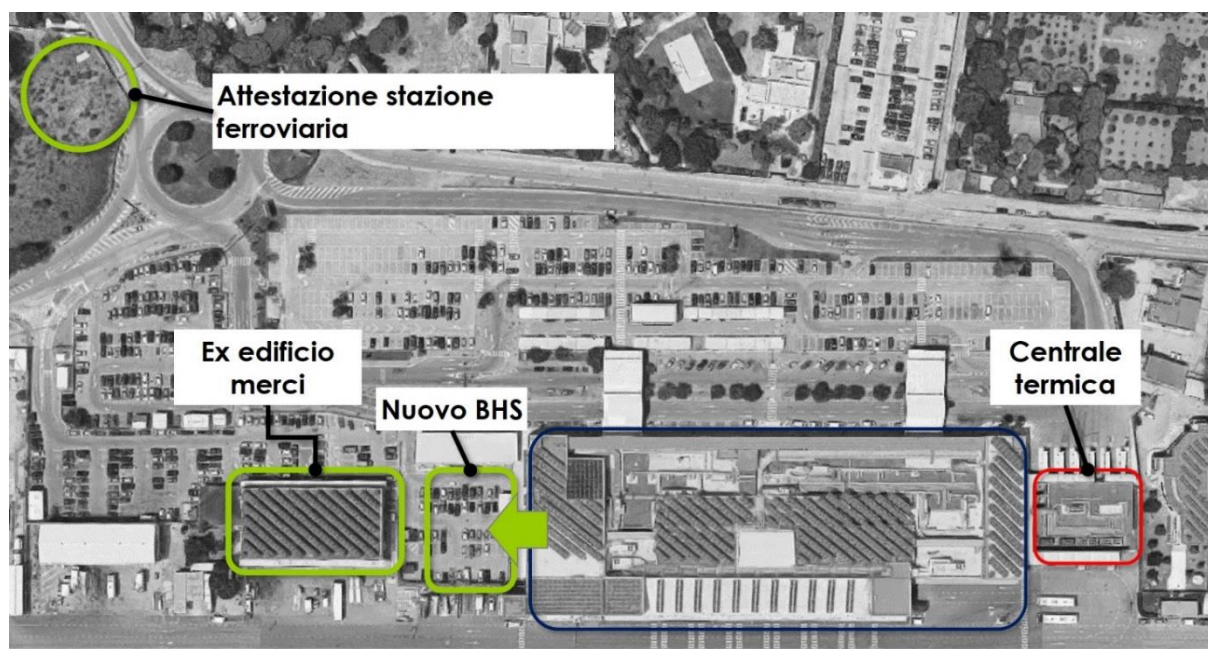 Attestazione stazione
ferroviaria
Ex edificio
merci
Nuovo BHS
Centrale
termica